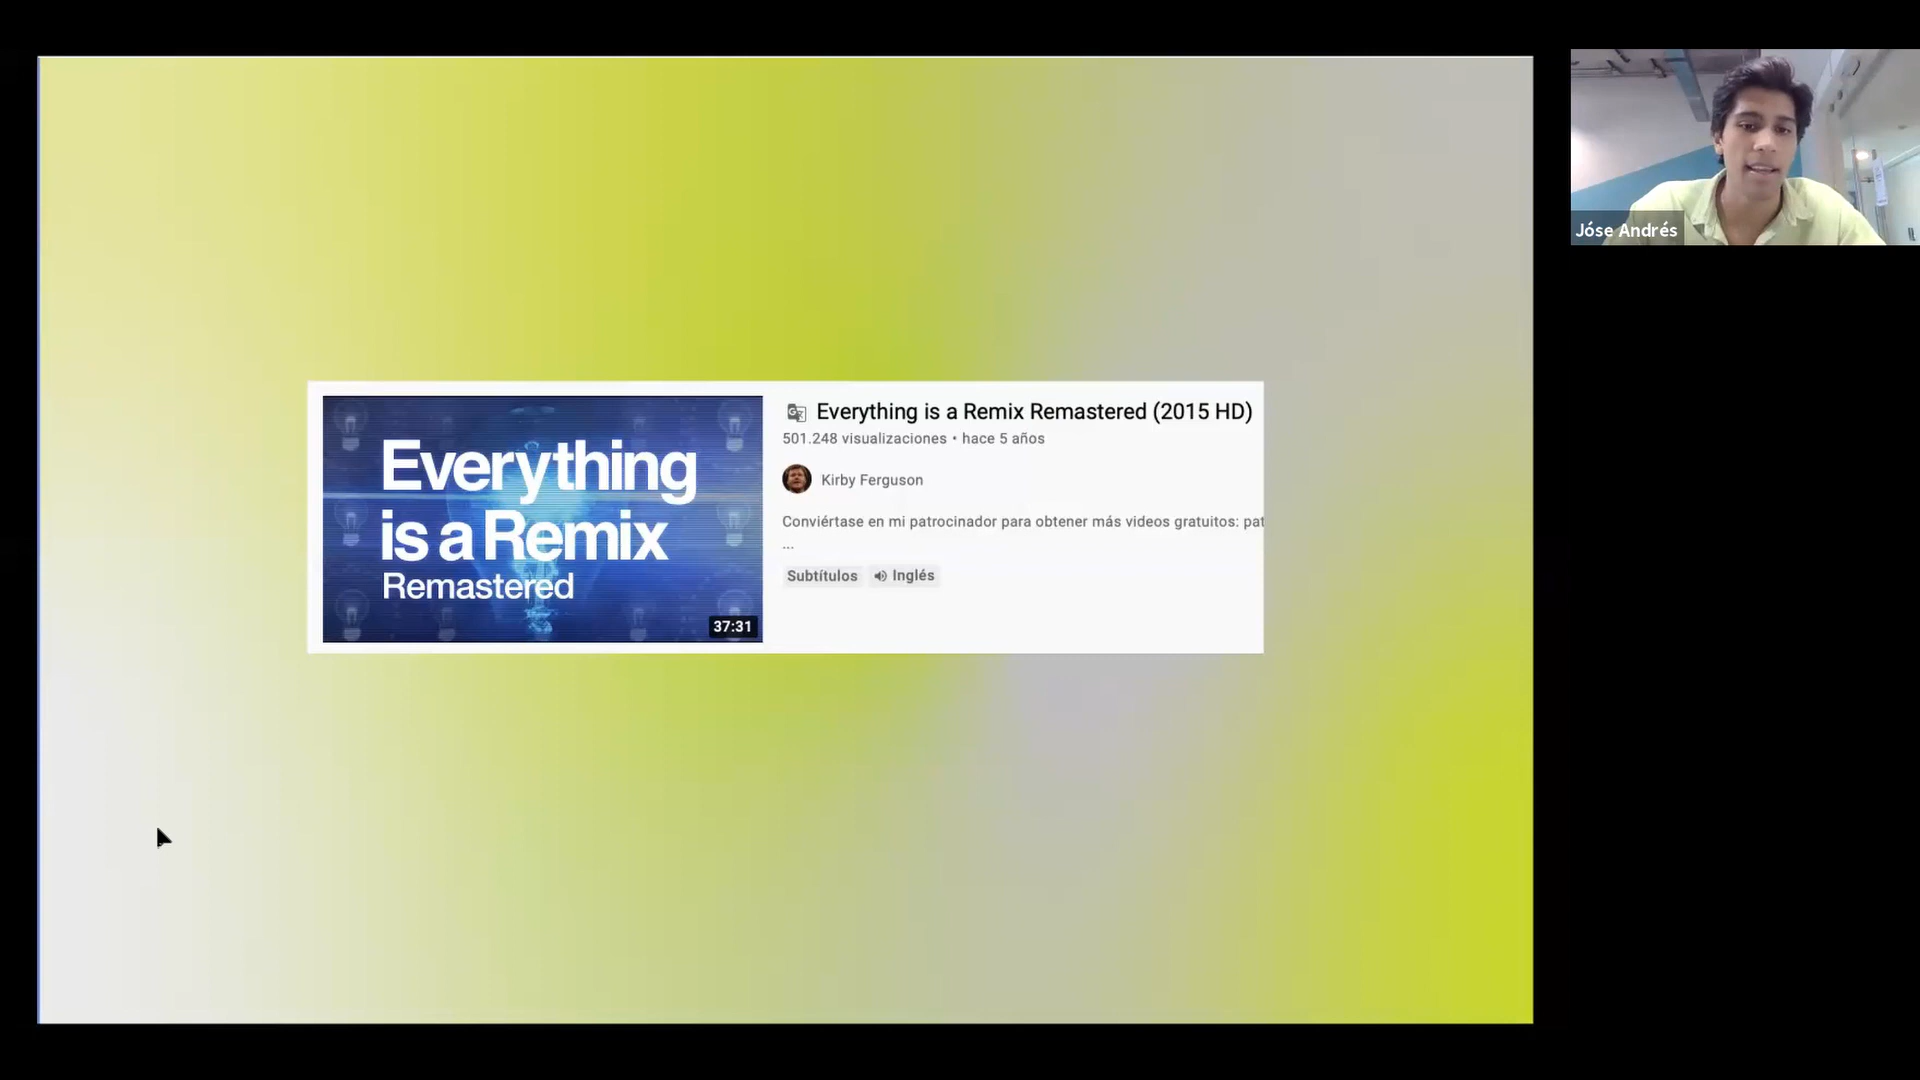 Everything
is a Remix
Remastered
37:31
Everything is a Remix Remastered (2015 HD)
501.248 visualizaciones • hace 5 años
Kirby Ferguson
Conviértase en mi patrocinador para obtener más videos gratuitos: pat
...
Subtítulos Inglés
Jóse Andrés